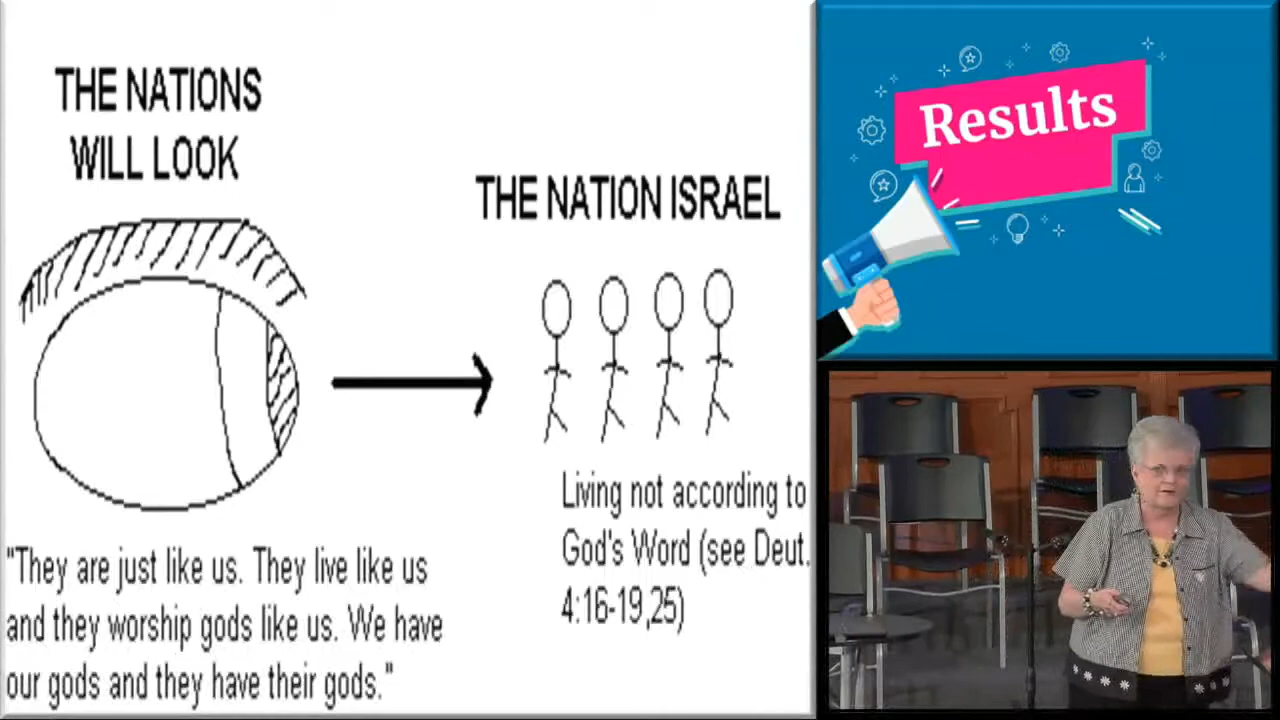 THE NATIONS
WILL LOOK
THE NATION ISRAEL
Living not according to
God's Word (see Deut.
4:16-19,25)
"They are just like us. They live like us
and they worship gods like us. We have
our gods and they have their gods."
Results